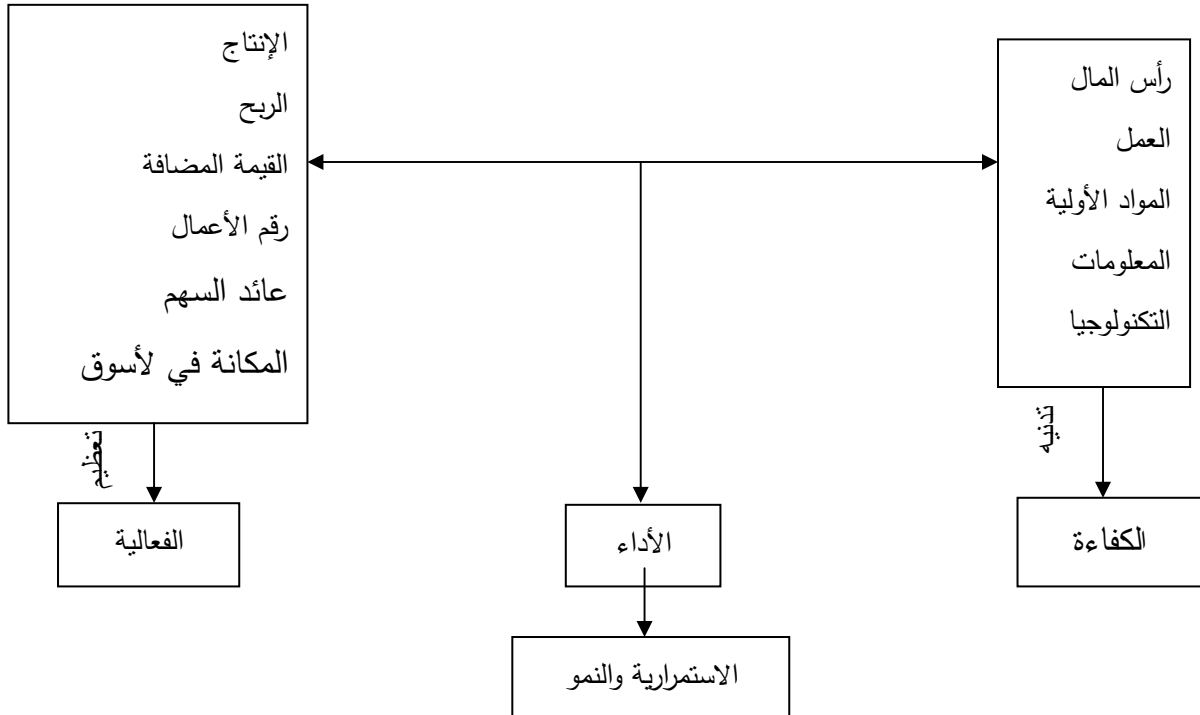 رأس المال
العمل
المواد الأولية
المعلومات
التكنولوجيا
الإنتاج
الربح
القيمة المضافة
رقم الأعمال
عائد السهم
المكانة في لأسوق
تدنيه
تعظيم
الكفاءة
الأداء
الفعالية
الاستمرارية والنمو